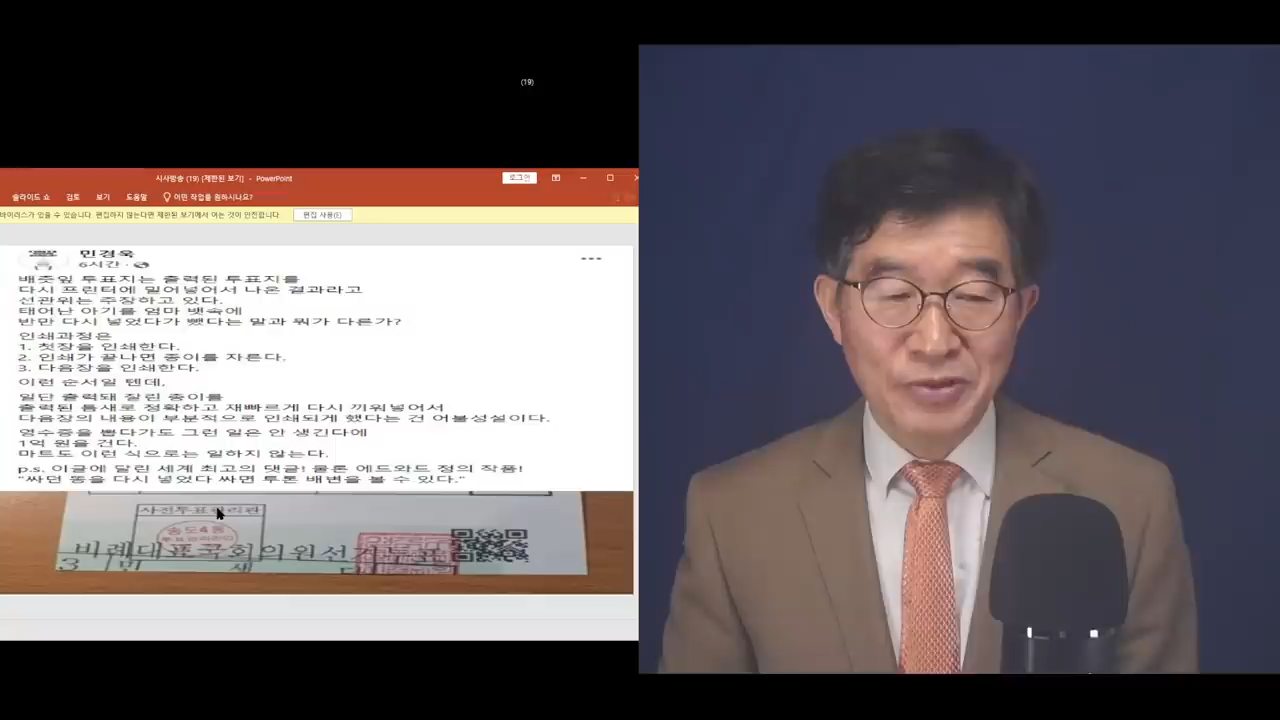 (19)
시사방송 (19) [제한된 보기] - PowerPoint
로그인
슬라이드 쇼 검토 보기 도움말 어떤 작업을 원하시나요?
바이러스가 있을 수 있습니다. 편집하지 않는다면 제한된 보기에서 여는 것이 안전합니다. 편집 사용(E)
민경욱
6시간
배춧잎 투표지는 출력된 투표지를
다시 프린터에 밀어넣어서 나온 결과라고
선관위는 주장하고 있다.
태어난 아기를 엄마 뱃속에
반만 다시 넣었다가 뺐다는 말과 뭐가 다른가?
인쇄과정은
1. 첫장을 인쇄한다.
2. 인쇄가 끝나면 종이를 자른다.
3. 다음장을 인쇄한다.
이런 순서일 텐데,
일단 출력돼 잘린 종이를
출력된 틈새로 정확하고 재빠르게 다시 끼워넣어서
다음장의 내용이 부분적으로 인쇄되게 했다는 건 어불성설이다.
영수증을 뽑다가도 그런 일은 안 생긴다에
1억 원을 건다.
마트도 이런 식으로는 일하지 않는다.
p.s. 이글에 달린 세계 최고의 댓글! 물론 에드와드 정의 작품!
"싸던 똥을 다시 넣었다 싸면 투톤 배변을 볼 수 있다."
사전투표관리관
송도4동
비례대표국회의원선거투표
3 민 생